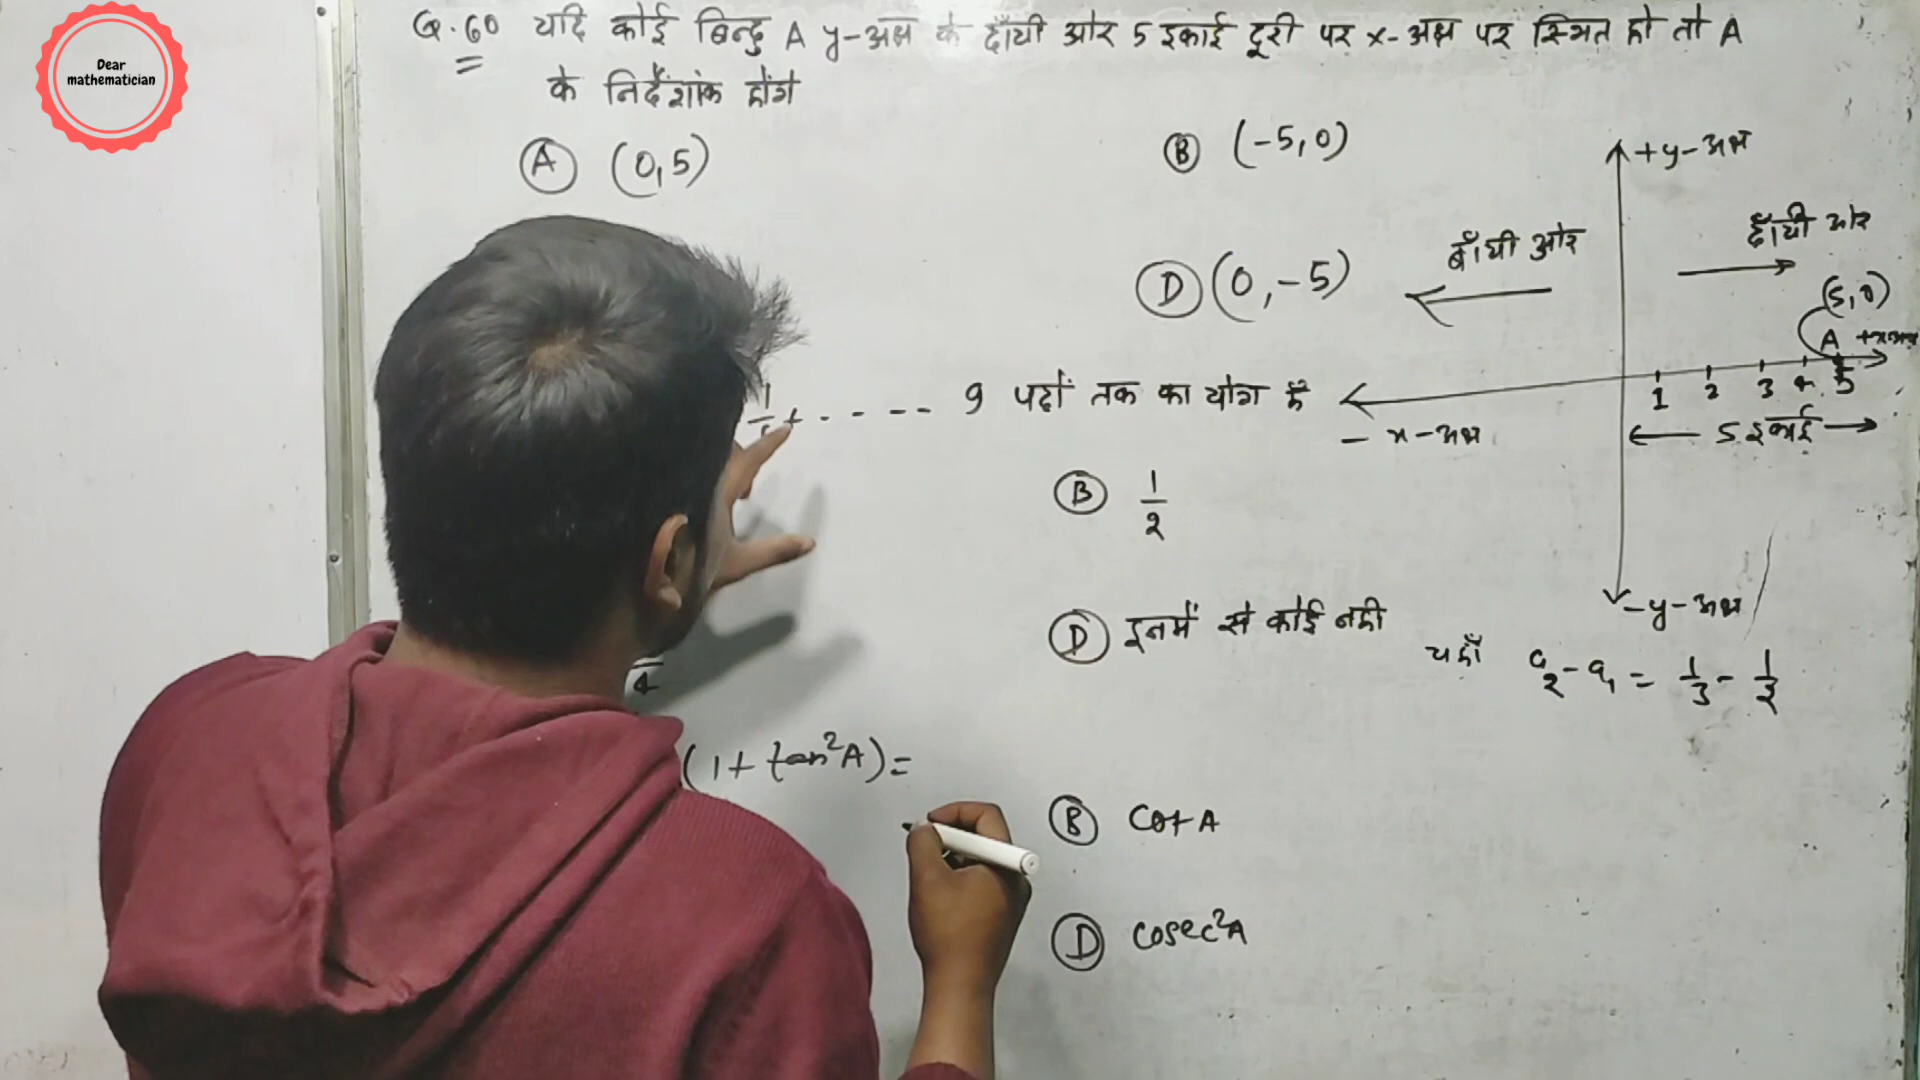 Dear
mathematician
Q.60 यदि कोई बिन्दु A y-अक्ष के दाँयी ओर 5 इकाई दूरी पर x-अक्ष पर स्थित हो तो A
के निर्देशांक होंगे
(A) (0,5)
(B) (-5,0)
(D) (0,-5)
+y-अक्ष
बाँयी ओर
दाँयी ओर
(5,0)
A
1 2 3 4 5
5 इकाई
- x-अक्ष
-y-अक्ष
+ - - - - 9 पदों तक का योग है
(B) 1/2
(D) इनमें से कोई नही
यहाँ a₂-a₁ = 1/3 - 1/2
4
(1+tan²A)=
(B) cot A
(D) cosec²A